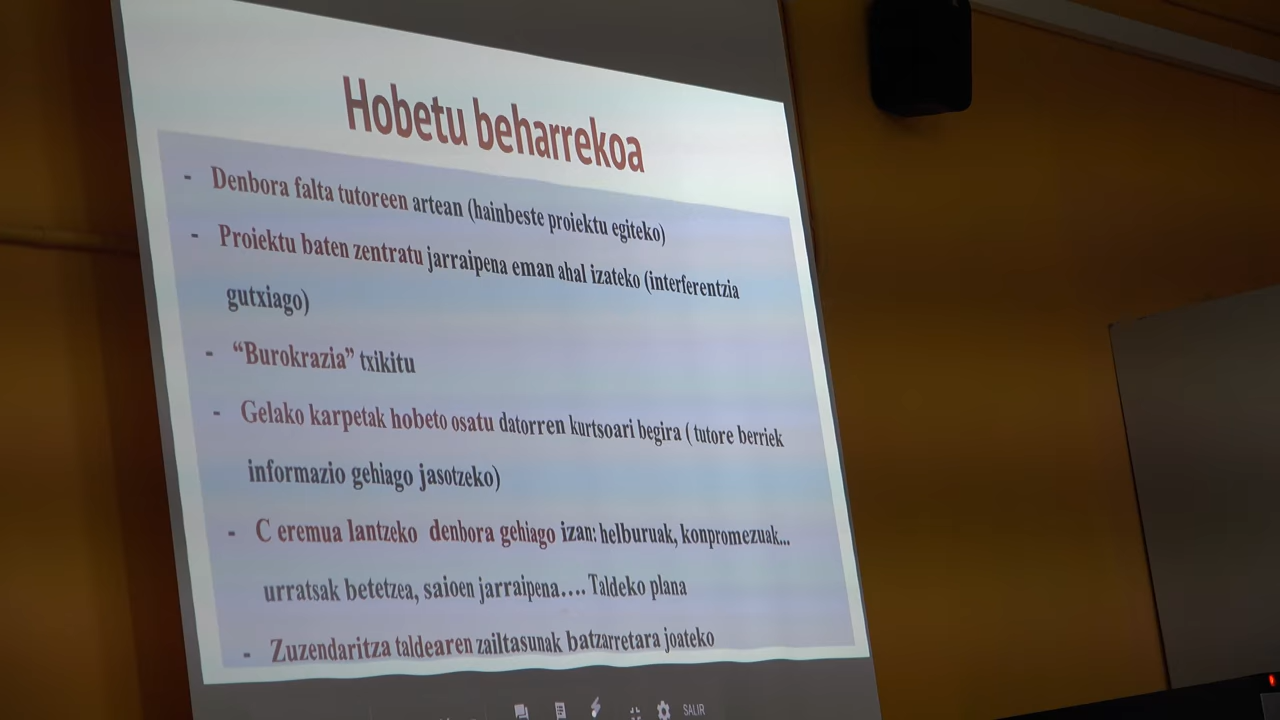 Hobetu beharrekoa
- Denbora falta tutoreen artean (hainbeste proiektu egiteko)
- Proiektu baten zentratu jarraipena eman ahal izateko (interferentzia
gutxiago)
- “Burokrazia” txikitu
- Gelako karpetak hobeto osatu datorren kurtsoari begira ( tutore berriek
informazio gehiago jasotzeko)
- C eremua lantzeko denbora gehiago izan: helburuak, konpromezuak...
urratsak betetzea, saioen jarraipena.... Taldeko plana
- Zuzendaritza taldearen zailtasunak batzarretara joateko
SALIR